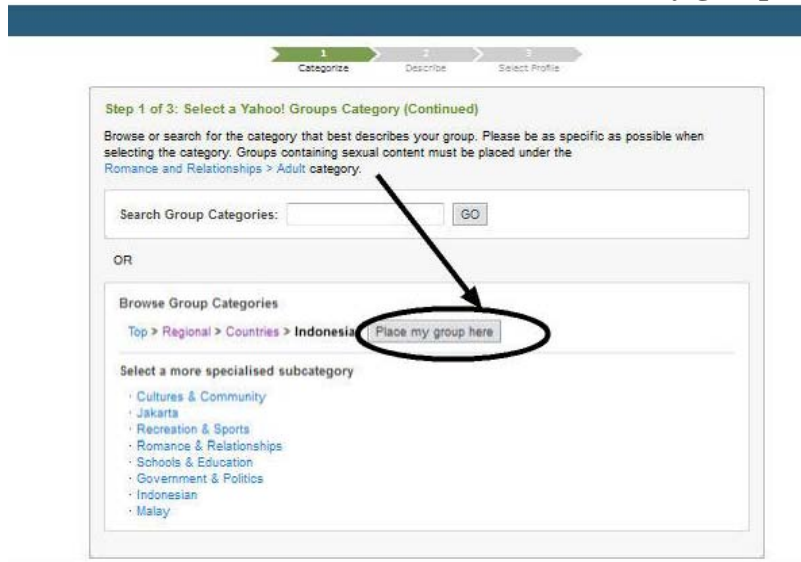 1 2 3
Categorize Describe Select Profile
Step 1 of 3: Select a Yahoo! Groups Category (Continued)
Browse or search for the category that best describes your group. Please be as specific as possible when
selecting the category. Groups containing sexual content must be placed under the
Romance and Relationships > Adult category.
Search Group Categories: GO
OR
Browse Group Categories
Top > Regional > Countries > Indonesia Place my group here
Select a more specialised subcategory
· Cultures & Community
· Jakarta
· Recreation & Sports
· Romance & Relationships
· Schools & Education
· Government & Politics
· Indonesian
· Malay